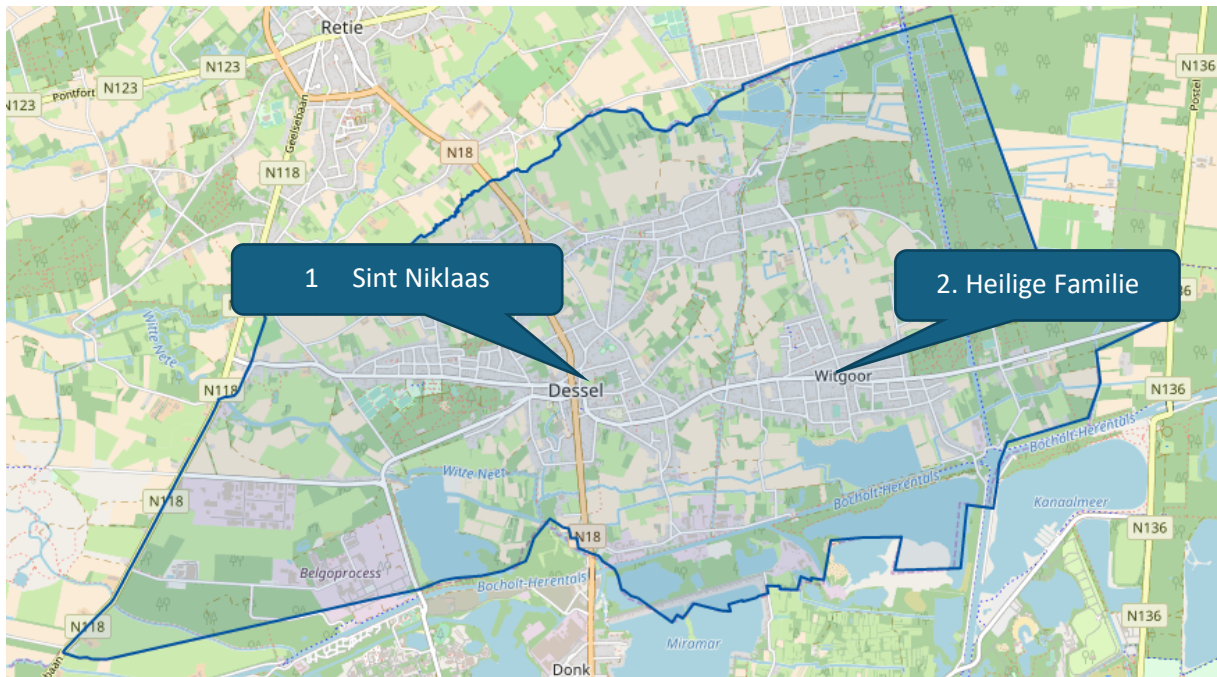 Retie
N123
N123
N123
Pontfort
Geelsebaan
N118
N18
N136
Postel
1 Sint Niklaas
2. Heilige Familie
36
Witte Nete
N118
Dessel
Witgoor
N136
Witte Neet
Bocholt-Herentals
Bocholt-Herentals
Kanaalmeer
N118
N18
N136
Belgoprocess
Bocholt-Herentals
N118
N136
Miramar
Donk
sebaan